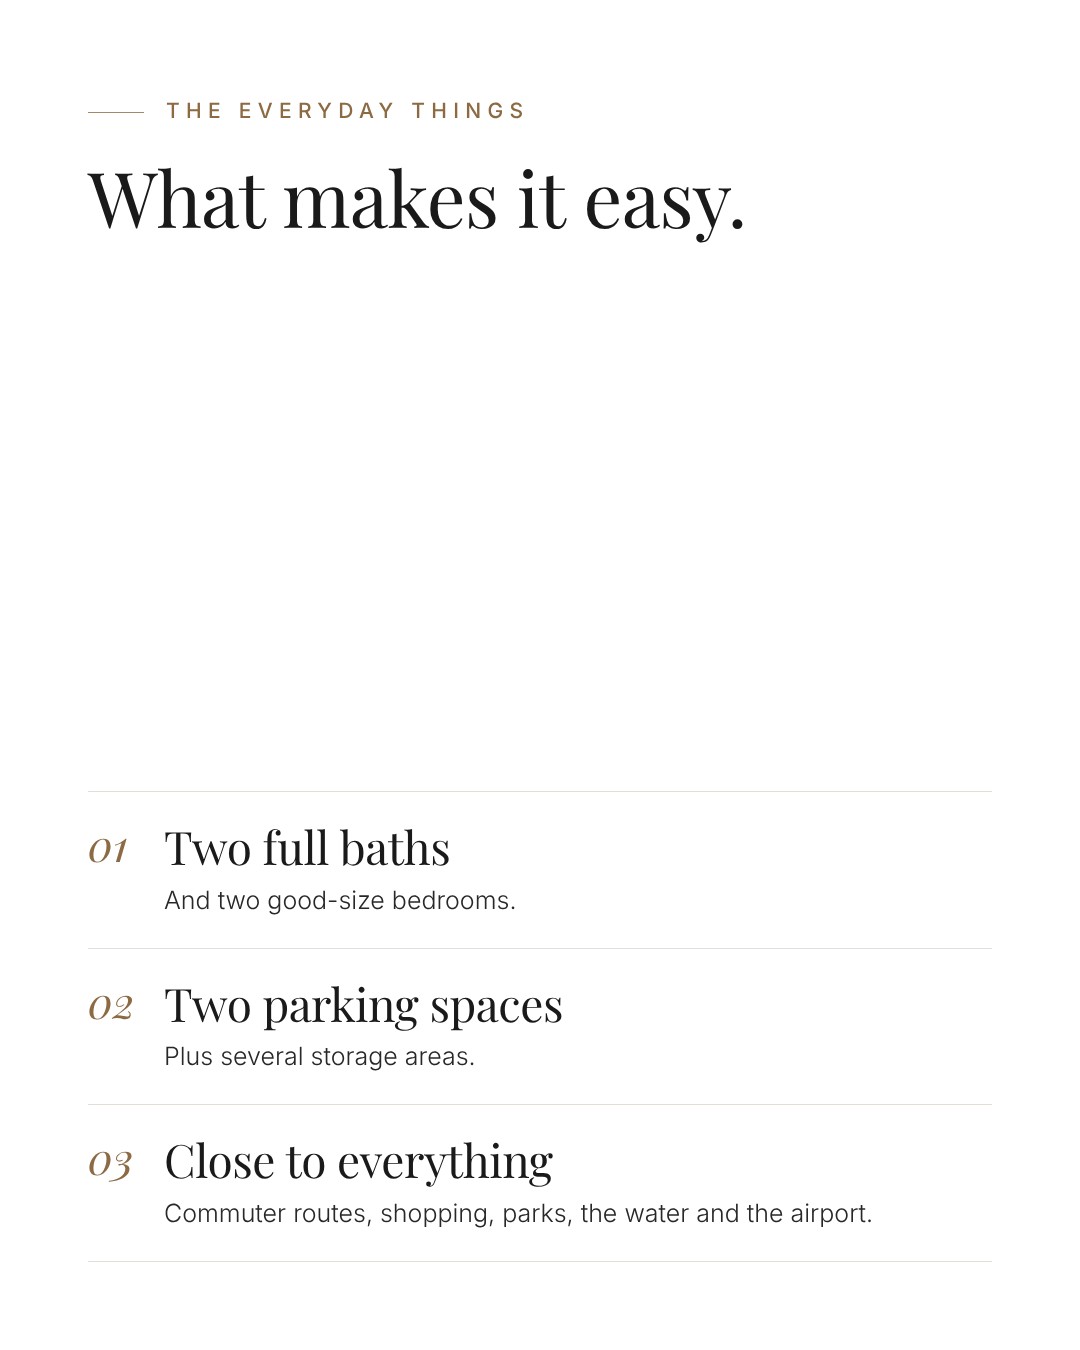 THE EVERYDAY THINGS
What makes it easy.
01 Two full baths
And two good-size bedrooms.
02 Two parking spaces
Plus several storage areas.
03 Close to everything
Commuter routes, shopping, parks, the water and the airport.